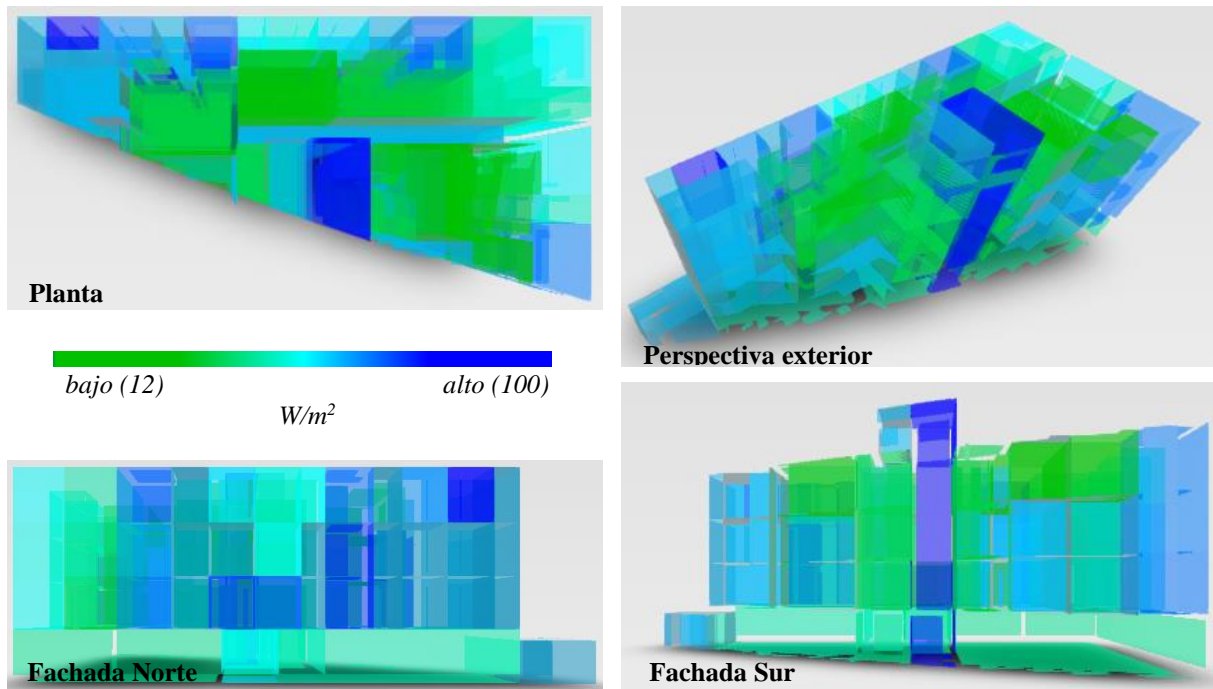 Planta
Perspectiva exterior
bajo (12) alto (100)
W/m²
Fachada Norte
Fachada Sur